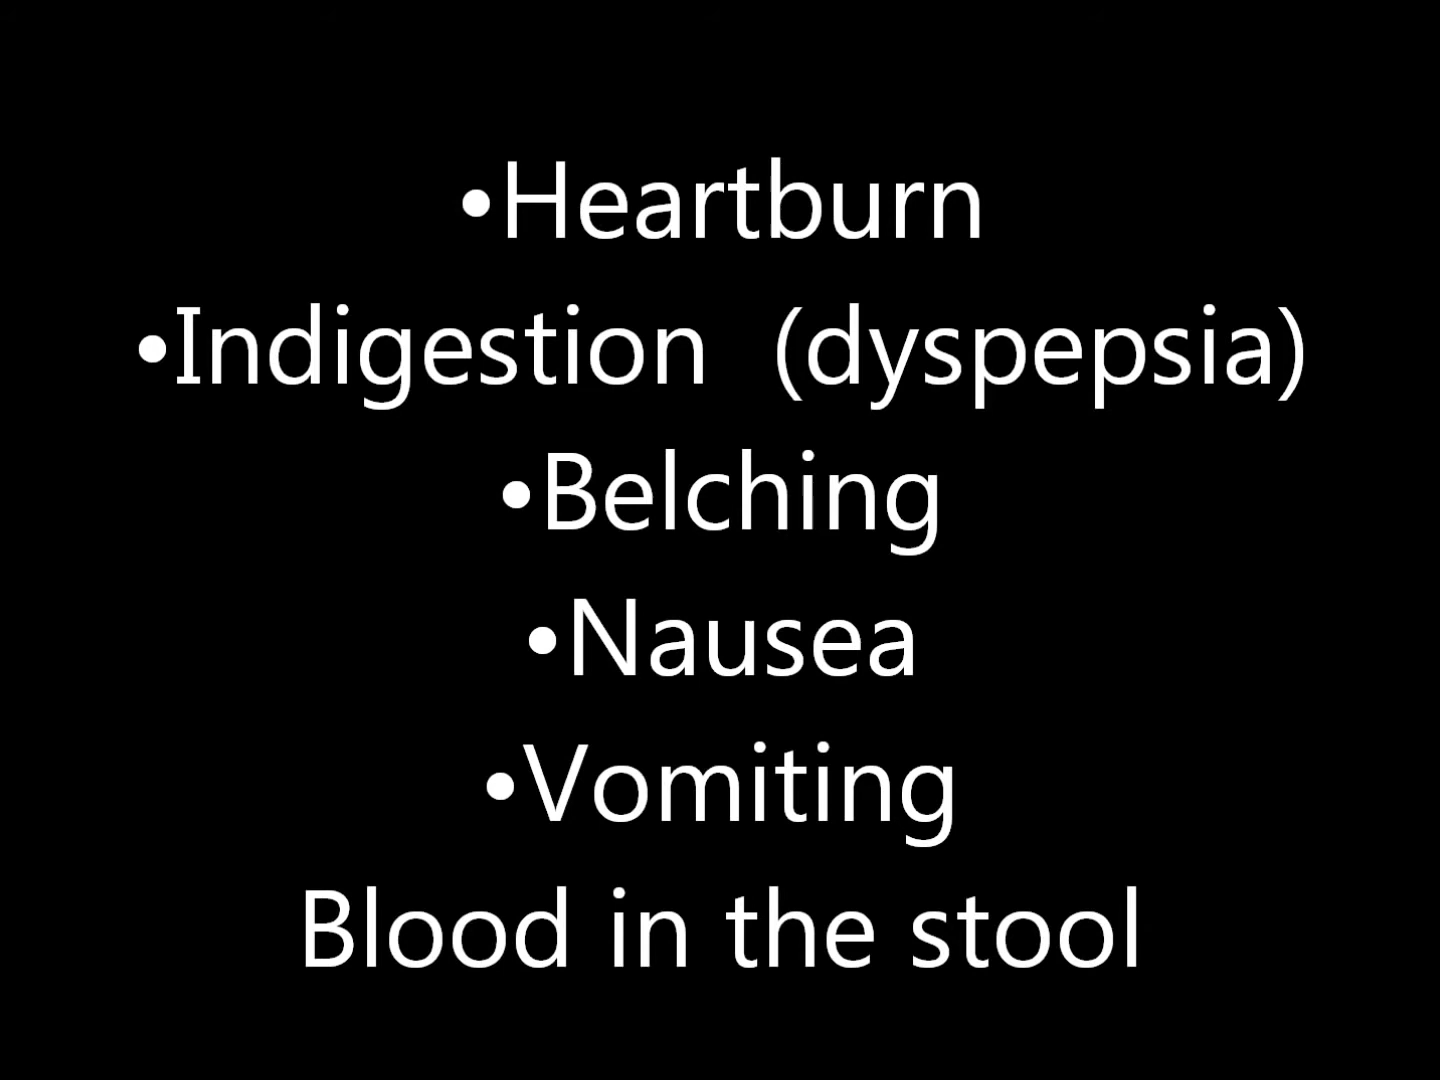 •Heartburn
•Indigestion  (dyspepsia)
•Belching
•Nausea
•Vomiting
Blood in the stool